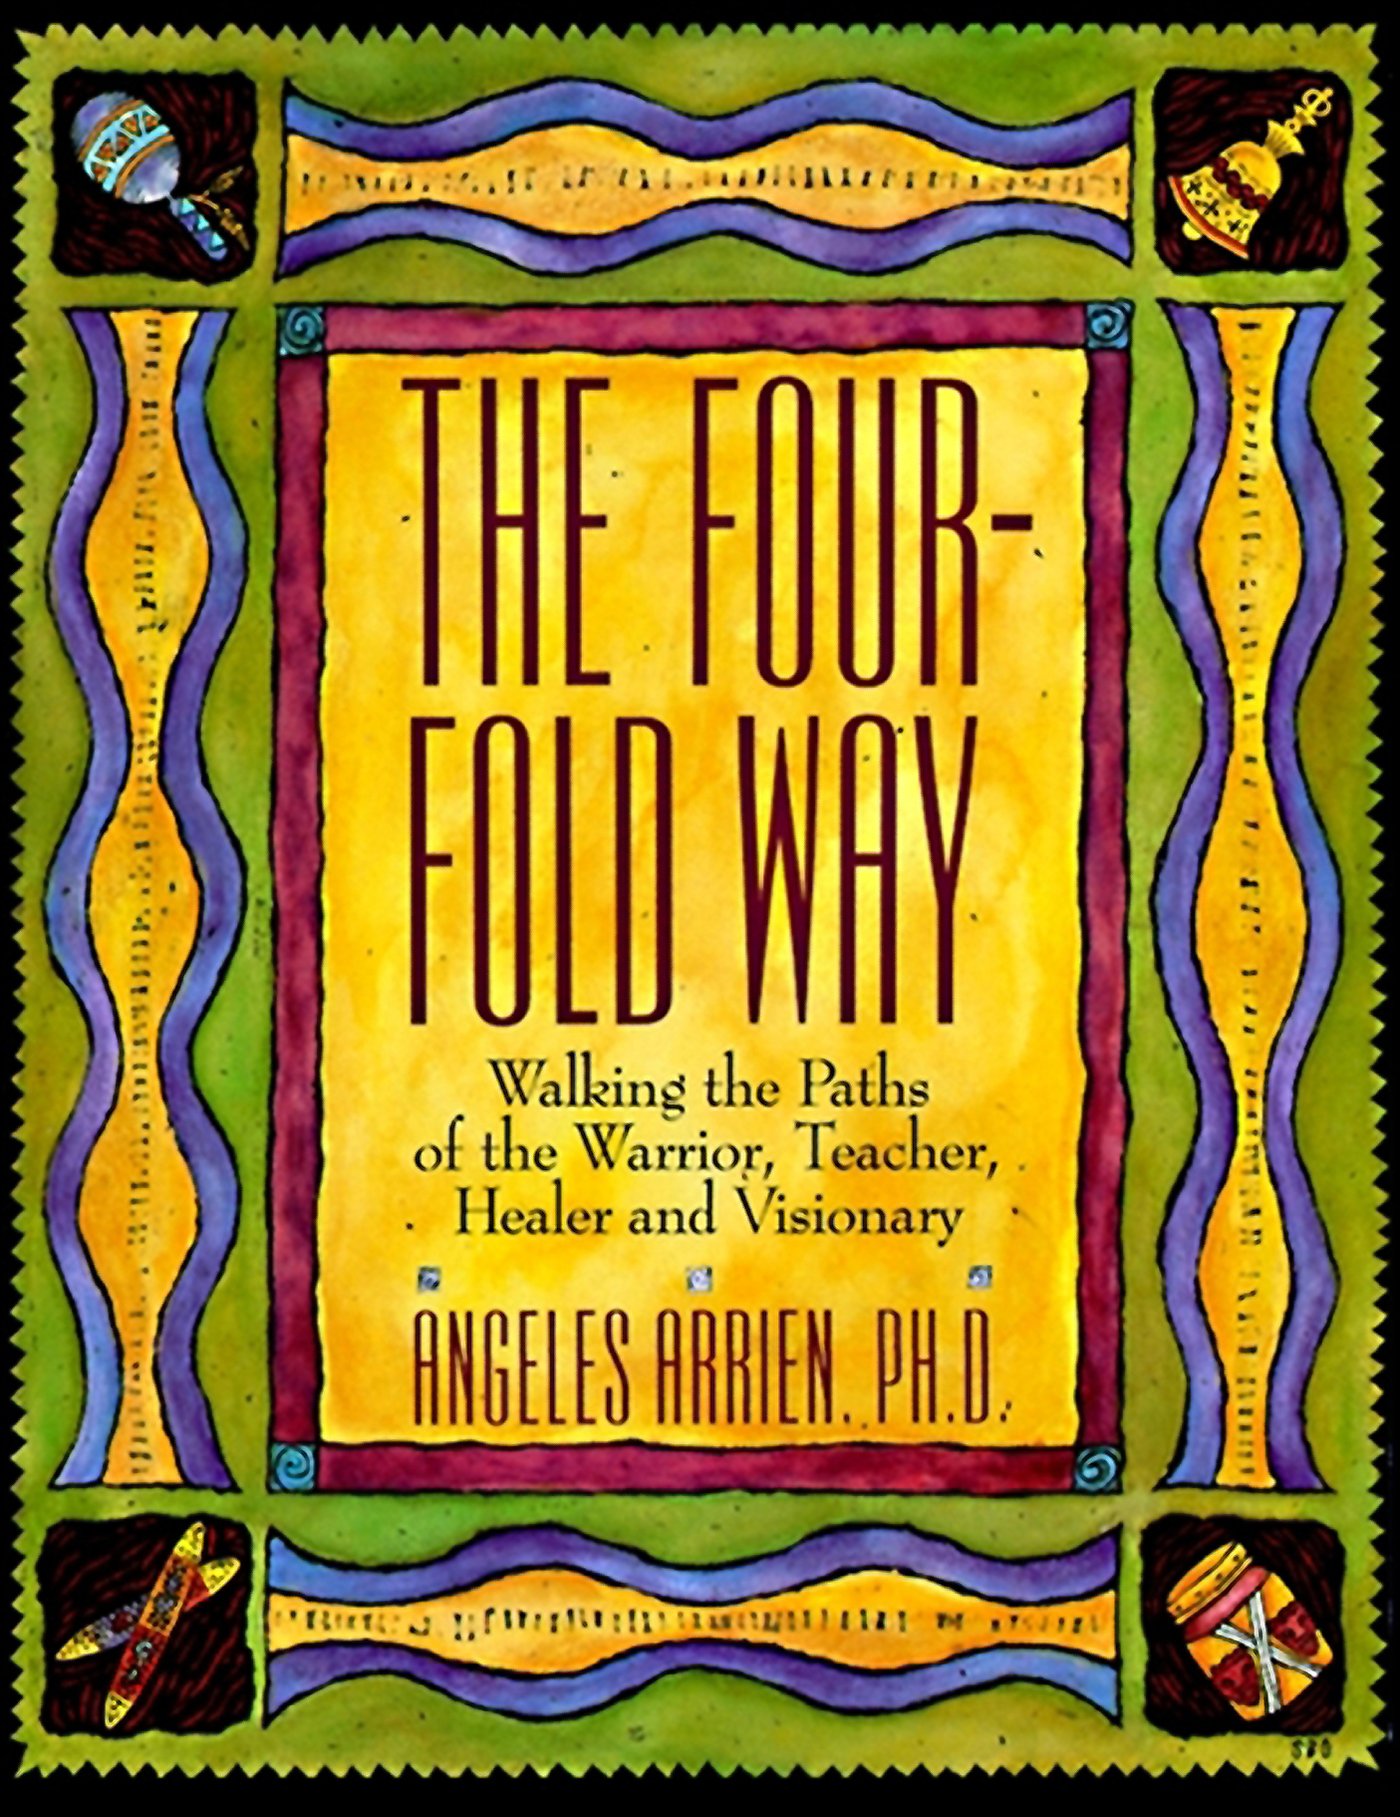 THE FOUR-
FOLD WAY
Walking the Paths
of the Warrior, Teacher,
Healer and Visionary
ANGELES ARRIEN, PH.D.